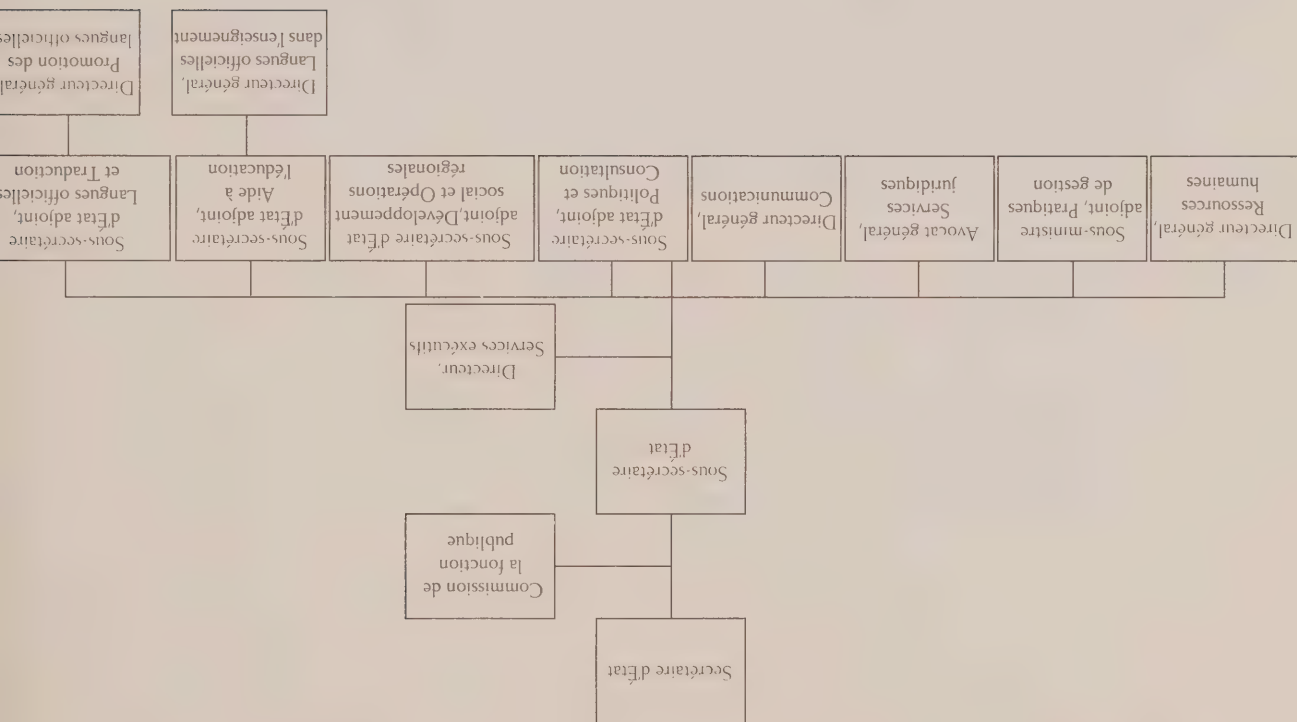 Secrétaire d'État
Commission de
la fonction
publique
Sous-secrétaire
d'État
Directeur,
Services exécutifs
Directeur général,
Ressources
humaines
Sous-ministre
adjoint, Pratiques
de gestion
Avocat général,
Services
juridiques
Directeur général,
Communications
Sous-secrétaire
d'État adjoint,
Politiques et
Consultation
Sous-secrétaire d'État
adjoint, Développement
social et Opérations
régionales
Sous-secrétaire
d'État adjoint,
Aide à
l'éducation
Sous-secrétaire
d'État adjoint,
Langues officielles
et Traduction
Directeur général,
Langues officielles
dans l'enseignement
Directeur général
Promotion des
langues officielles